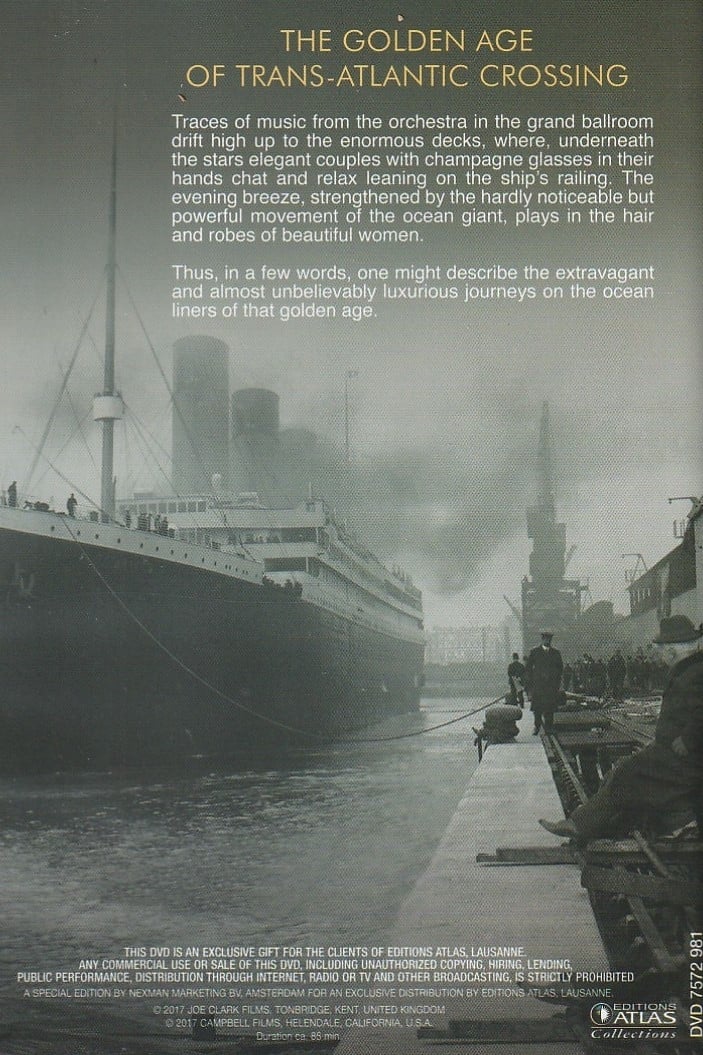 THE GOLDEN AGE
OF TRANS-ATLANTIC CROSSING
Traces of music from the orchestra in the grand ballroom
drift high up to the enormous decks, where, underneath
the stars elegant couples with champagne glasses in their
hands chat and relax leaning on the ship's railing. The
evening breeze, strengthened by the hardly noticeable but
powerful movement of the ocean giant, plays in the hair
and robes of beautiful women.
Thus, in a few words, one might describe the extravagant
and almost unbelievably luxurious journeys on the ocean
liners of that golden age.
THIS DVD IS AN EXCLUSIVE GIFT FOR THE CLIENTS OF EDITIONS ATLAS, LAUSANNE.
ANY COMMERCIAL USE OR SALE OF THIS DVD, INCLUDING UNAUTHORIZED COPYING, HIRING, LENDING,
PUBLIC PERFORMANCE, DISTRIBUTION THROUGH INTERNET, RADIO OR TV AND OTHER BROADCASTING, IS STRICTLY PROHIBITED
A SPECIAL EDITION BY NEXMAN MARKETING BV, AMSTERDAM FOR AN EXCLUSIVE DISTRIBUTION BY EDITIONS ATLAS, LAUSANNE.
© 2017 JOE CLARK FILMS, TONBRIDGE, KENT, UNITED KINGDOM
© 2017 CAMPBELL FILMS, HELENDALE, CALIFORNIA, U.S.A.
Duration ca. 85 min.
EDITIONS
ATLAS
Collections
DVD 7572 981